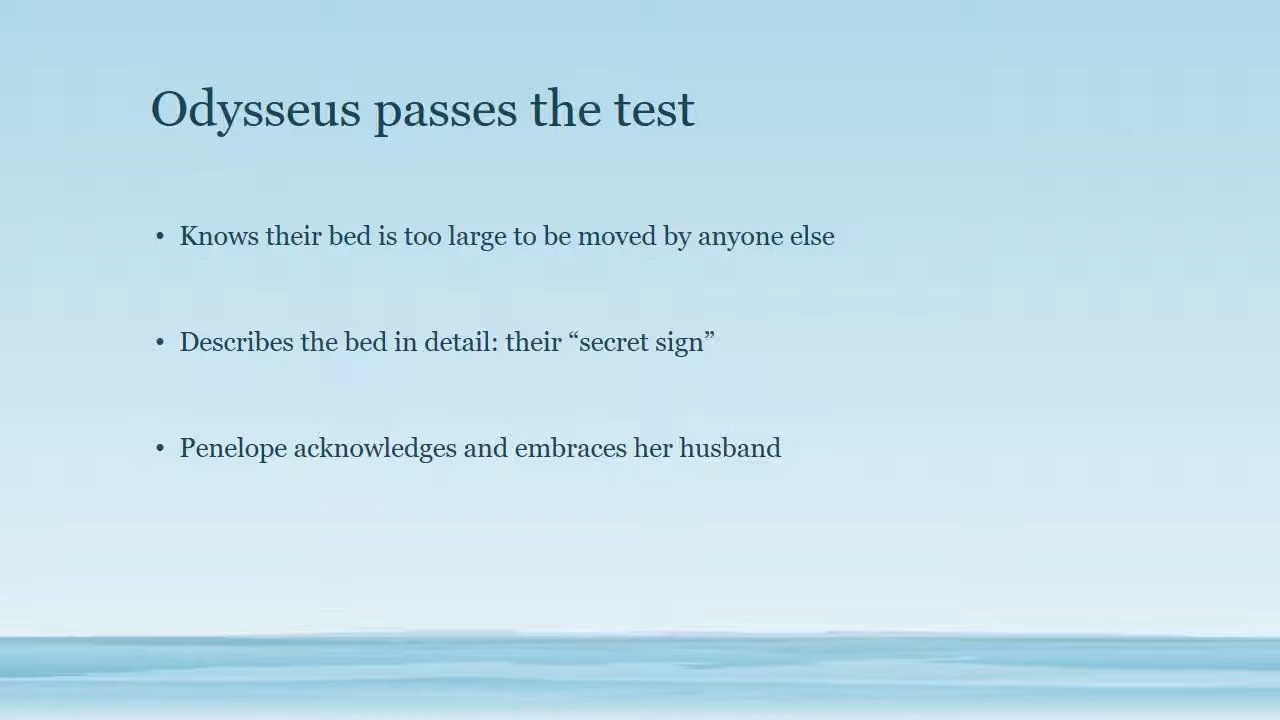 Odysseus passes the test
• Knows their bed is too large to be moved by anyone else
• Describes the bed in detail: their “secret sign”
• Penelope acknowledges and embraces her husband